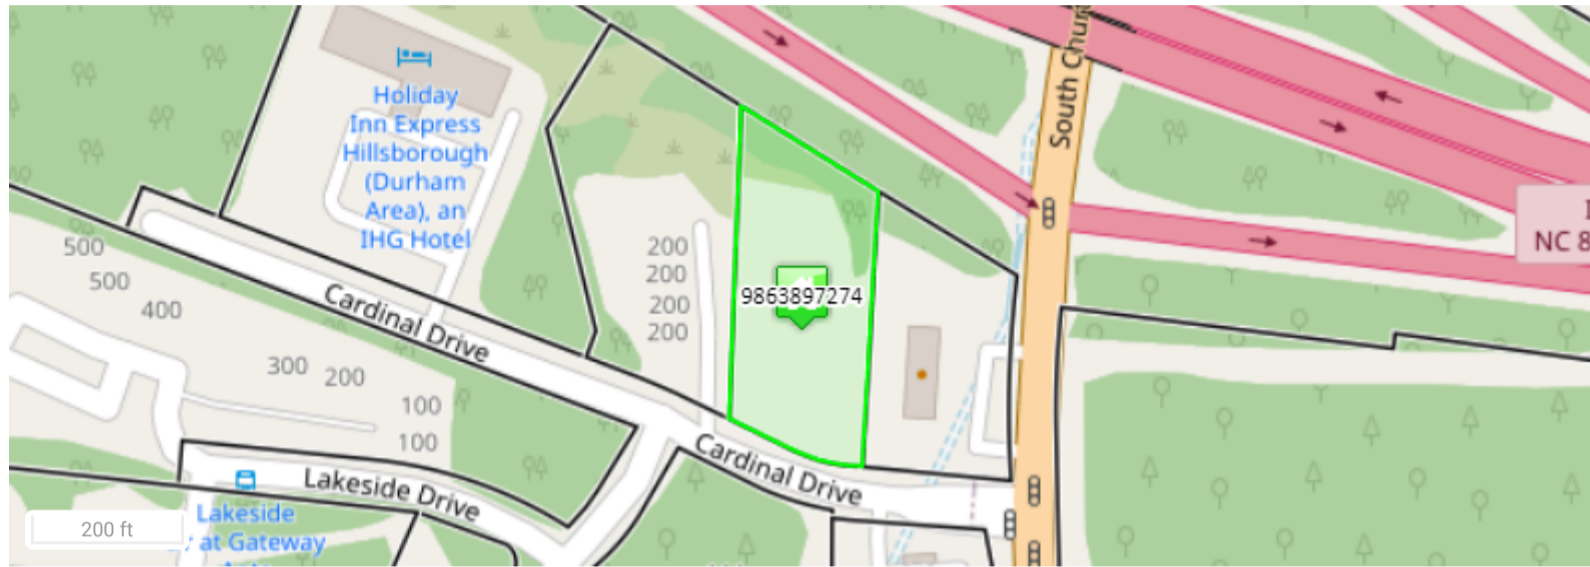 Holiday
Inn Express
Hillsborough
(Durham
Area), an
IHG Hotel
South Chur
NC 8
500
500
400
300
200
100
100
200
200
200
200
9863897274
Cardinal Drive
Cardinal Drive
Lakeside Drive
200 ft
Lakeside
at Gateway